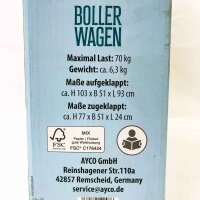 BOLLER
WAGEN
Maximal Last: 70 kg
Gewicht: ca. 6,3 kg
Maße aufgeklappt:
ca. H 103 x B 51 x L 93 cm
Maße zugeklappt:
ca. H 77 x B 51 x L 24 cm
FSC
MIX
Papier | Fördert
gute Waldnutzung
FSC® C176424
AYCO GmbH
Reinshagener Str.110a
42857 Remscheid, Germany
service@ayco.de